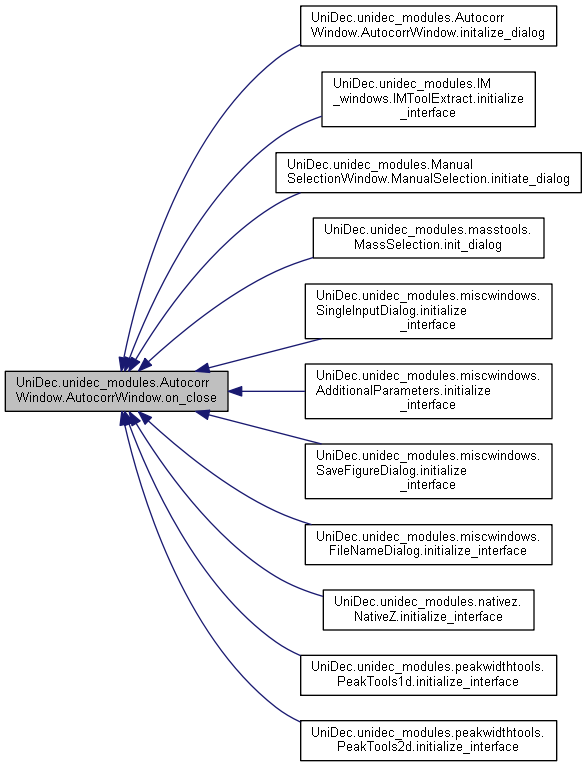 UniDec.unidec_modules.Autocorr
Window.AutocorrWindow.initalize_dialog
UniDec.unidec_modules.IM
_windows.IMToolExtract.initialize
_interface
UniDec.unidec_modules.Manual
SelectionWindow.ManualSelection.initiate_dialog
UniDec.unidec_modules.masstools.
MassSelection.init_dialog
UniDec.unidec_modules.miscwindows.
SingleInputDialog.initialize
_interface
UniDec.unidec_modules.Autocorr
Window.AutocorrWindow.on_close
UniDec.unidec_modules.miscwindows.
AdditionalParameters.initialize
_interface
UniDec.unidec_modules.miscwindows.
SaveFigureDialog.initialize
_interface
UniDec.unidec_modules.miscwindows.
FileNameDialog.initialize_interface
UniDec.unidec_modules.nativez.
NativeZ.initialize_interface
UniDec.unidec_modules.peakwidthtools.
PeakTools1d.initialize_interface
UniDec.unidec_modules.peakwidthtools.
PeakTools2d.initialize_interface